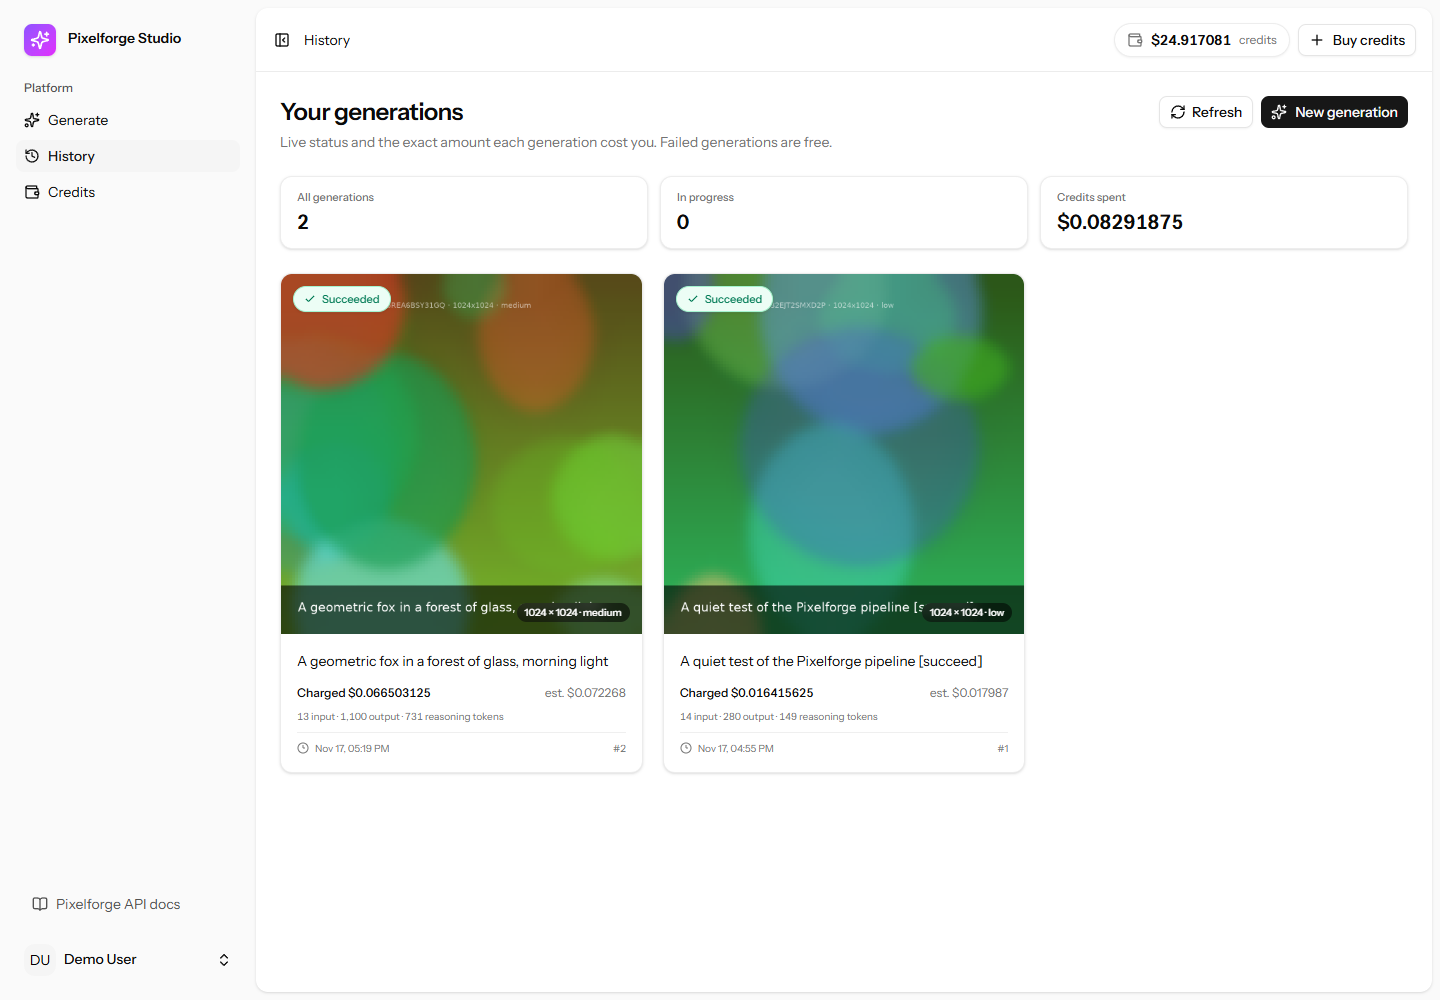 Pixelforge Studio
Platform
Generate
History
Credits
Pixelforge API docs
DU
Demo User
History
$24.917081 credits
Buy credits
Your generations
Live status and the exact amount each generation cost you. Failed generations are free.
Refresh
New generation
All generations
2
In progress
0
Credits spent
$0.08291875
Succeeded
REA6BSY31GQ · 1024x1024 · medium
A geometric fox in a forest of glass,
1024 × 1024 · medium
A geometric fox in a forest of glass, morning light
Charged $0.066503125 est. $0.072268
13 input · 1,100 output · 731 reasoning tokens
Nov 17, 05:19 PM #2
Succeeded
2EJT2SMXD2P · 1024x1024 · low
A quiet test of the Pixelforge pipeline
1024 × 1024 · low
A quiet test of the Pixelforge pipeline [succeed]
Charged $0.016415625 est. $0.017987
14 input · 280 output · 149 reasoning tokens
Nov 17, 04:55 PM #1